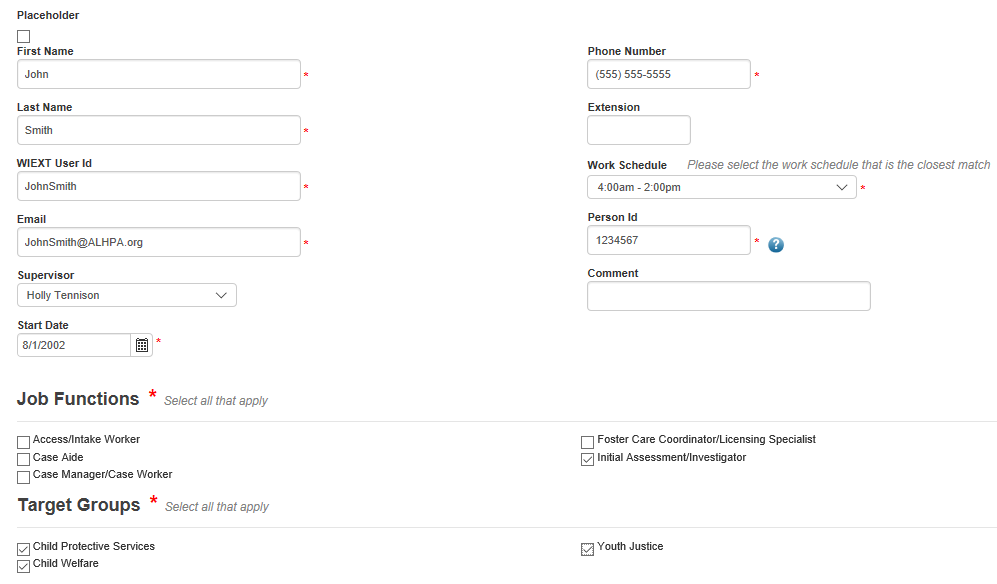 Placeholder
First Name
John *
Last Name
Smith *
WIEXT User Id
JohnSmith *
Email
JohnSmith@ALHPA.org *
Supervisor
Holly Tennison
Start Date
8/1/2002 *
Phone Number
(555) 555-5555 *
Extension
Work Schedule Please select the work schedule that is the closest match
4:00am - 2:00pm *
Person Id
1234567 * ?
Comment
Job Functions * Select all that apply
Access/Intake Worker
Case Aide
Case Manager/Case Worker
Foster Care Coordinator/Licensing Specialist
Initial Assessment/Investigator
Target Groups * Select all that apply
Child Protective Services
Child Welfare
Youth Justice